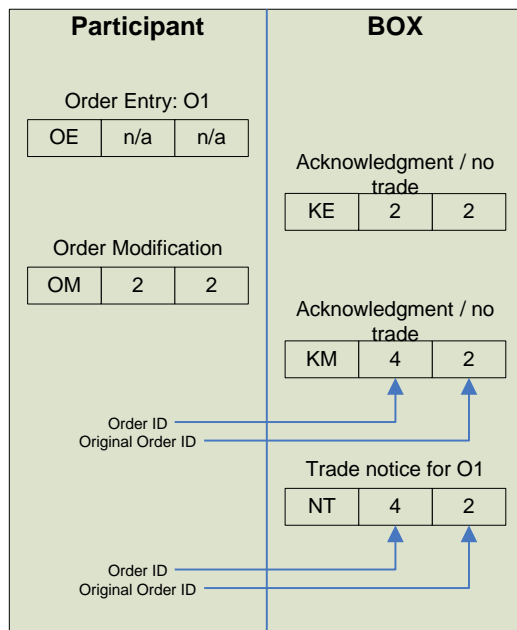 Participant
BOX
Order Entry: O1
OE n/a n/a
Acknowledgment / no
trade
KE 2 2
Order Modification
OM 2 2
Acknowledgment / no
trade
KM 4 2
Order ID
Original Order ID
Trade notice for O1
NT 4 2
Order ID
Original Order ID